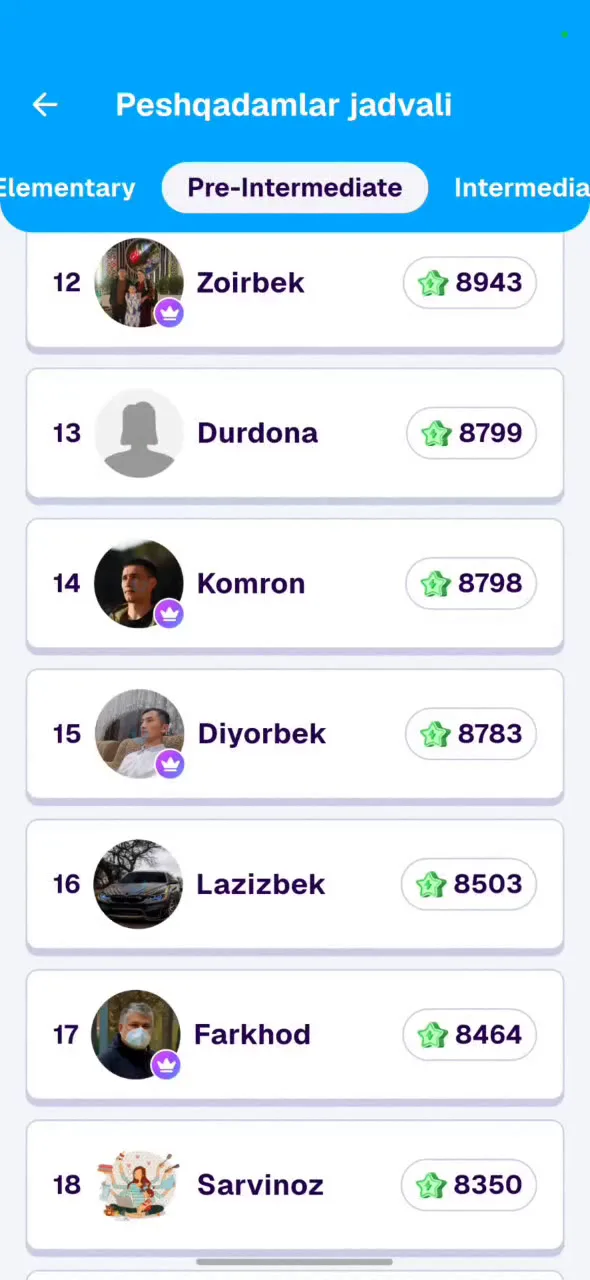 Peshqadamlar jadvali
Elementary Pre-Intermediate Intermedia
12 Zoirbek 8943
13 Durdona 8799
14 Komron 8798
15 Diyorbek 8783
16 Lazizbek 8503
17 Farkhod 8464
18 Sarvinoz 8350